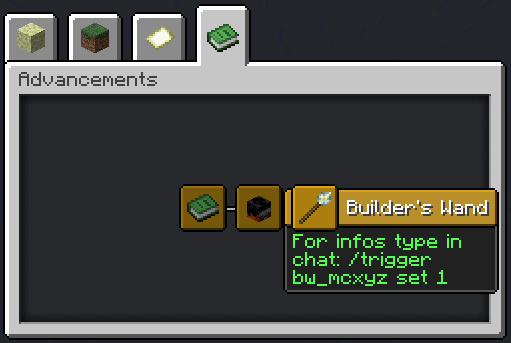 Advancements
Builder's Wand
For infos type in
chat: /trigger
bw_mcxyz set 1